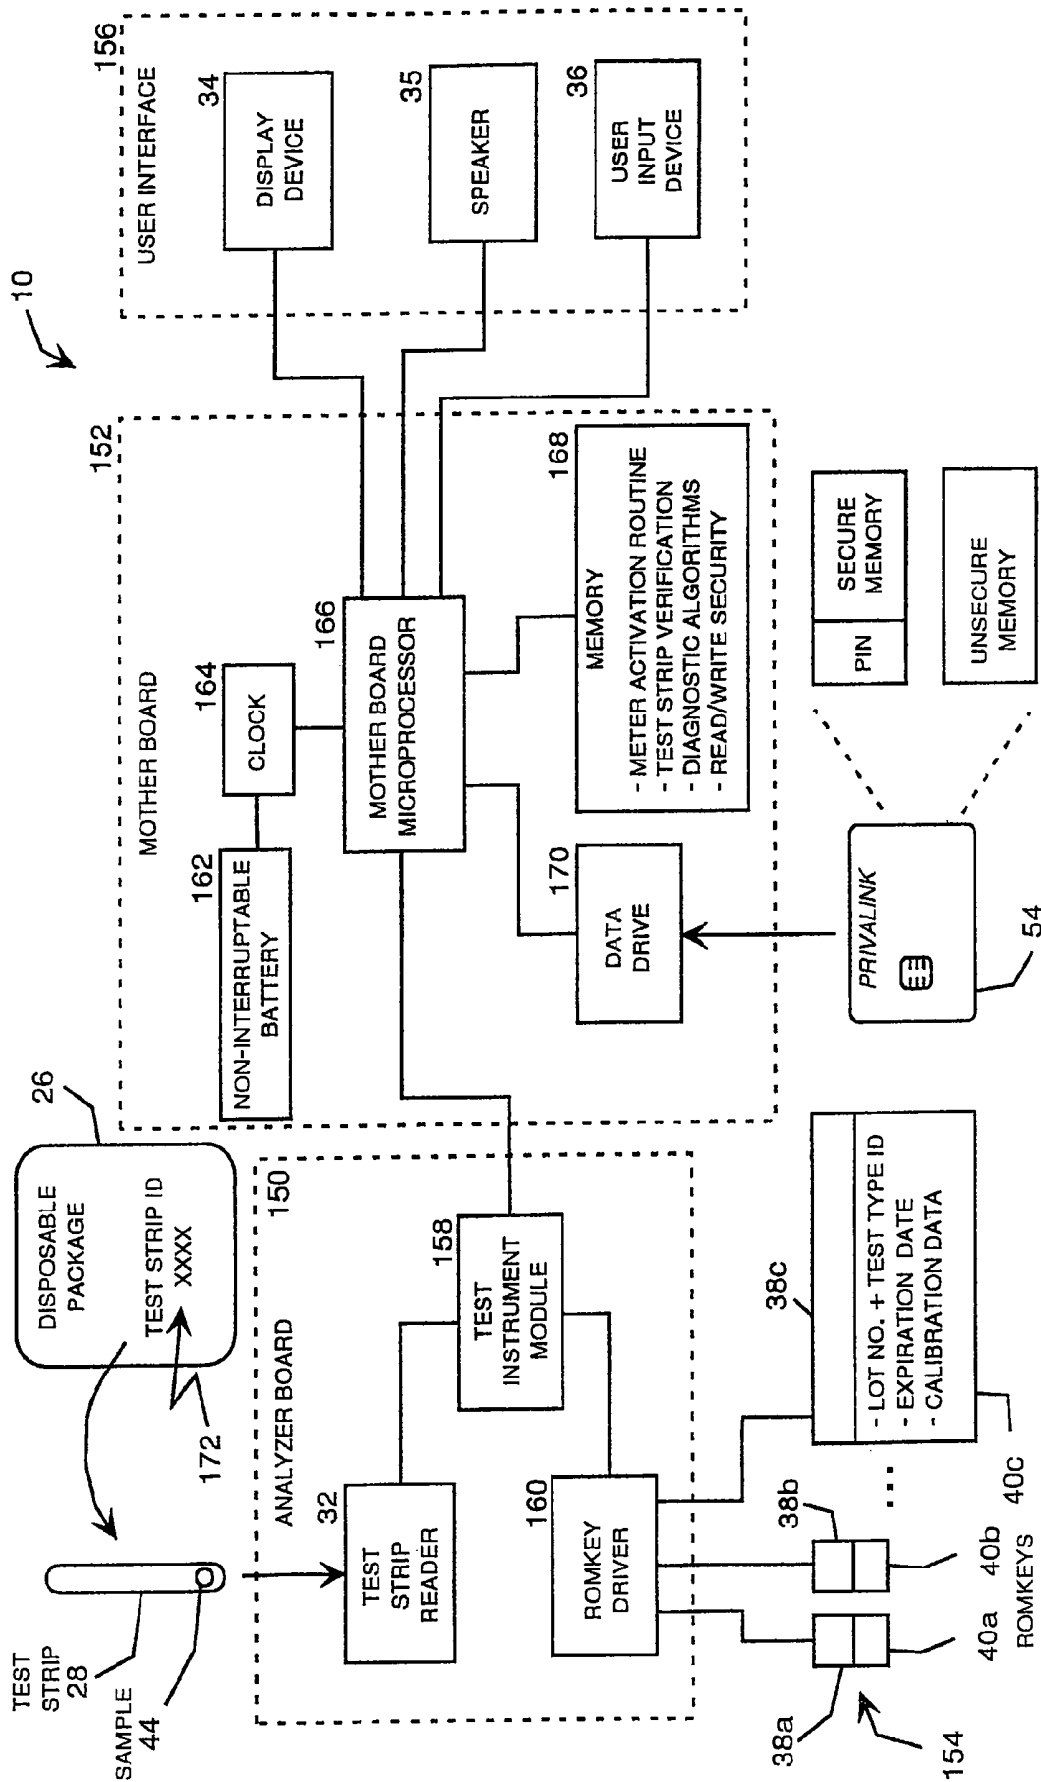 10
TEST
STRIP
28
SAMPLE
44
DISPOSABLE
PACKAGE
TEST STRIP ID
XXXX
26
172
150
ANALYZER BOARD
32
TEST
STRIP
READER
158
TEST
INSTRUMENT
MODULE
160
ROMKEY
DRIVER
38a
38b
38c
- LOT NO. + TEST TYPE ID
- EXPIRATION DATE
- CALIBRATION DATA
...
154
40a
40b
40c
ROMKEYS
152
MOTHER BOARD
162
NON-INTERRUPTABLE
BATTERY
164
CLOCK
166
MOTHER BOARD
MICROPROCESSOR
170
DATA
DRIVE
168
MEMORY
- METER ACTIVATION ROUTINE
- TEST STRIP VERIFICATION
- DIAGNOSTIC ALGORITHMS
- READ/WRITE SECURITY
PRIVALINK
54
PIN
SECURE
MEMORY
UNSECURE
MEMORY
156
USER INTERFACE
34
DISPLAY
DEVICE
35
SPEAKER
36
USER
INPUT
DEVICE